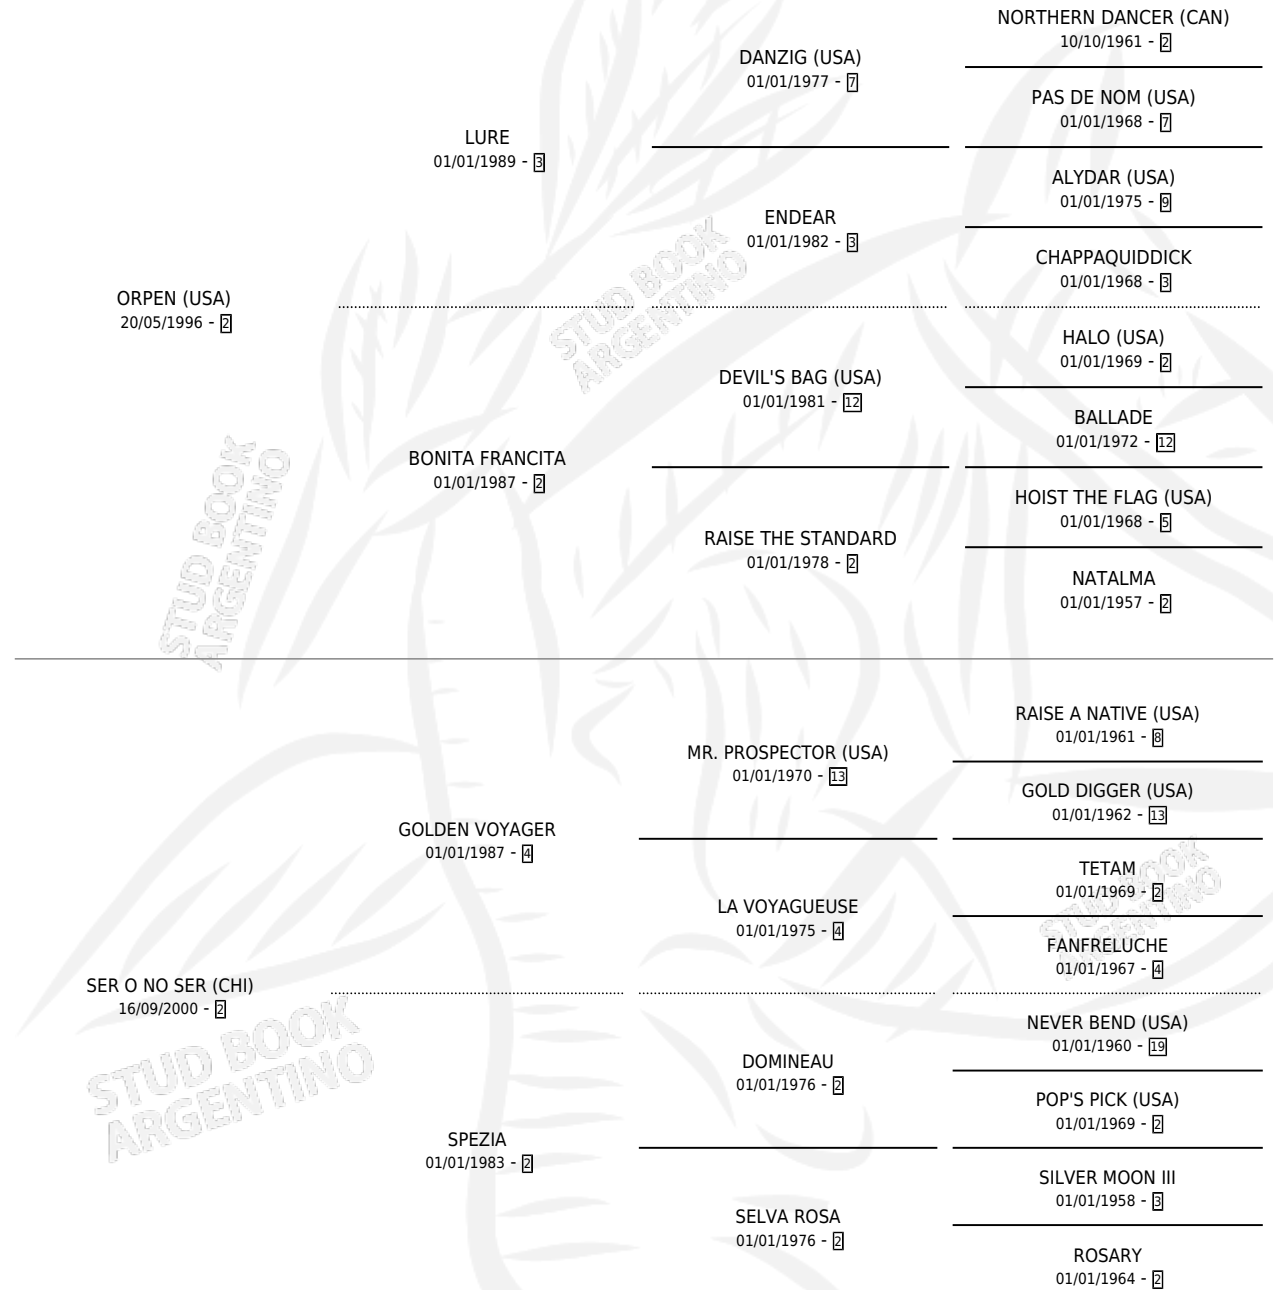 NORTHERN DANCER (CAN)
10/10/1961 - 2
DANZIG (USA)
01/01/1977 - 7
PAS DE NOM (USA)
01/01/1968 - 7
LURE
01/01/1989 - 3
ALYDAR (USA)
01/01/1975 - 9
ENDEAR
01/01/1982 - 3
CHAPPAQUIDDICK
01/01/1968 - 3
ORPEN (USA)
20/05/1996 - 2
STUD BOOK
ARGENTINO
HALO (USA)
01/01/1969 - 2
DEVIL'S BAG (USA)
01/01/1981 - 12
BALLADE
01/01/1972 - 12
BONITA FRANCITA
01/01/1987 - 2
HOIST THE FLAG (USA)
01/01/1968 - 5
RAISE THE STANDARD
01/01/1978 - 2
NATALMA
01/01/1957 - 2
STUD BOOK
ARGENTINO
RAISE A NATIVE (USA)
01/01/1961 - 8
MR. PROSPECTOR (USA)
01/01/1970 - 13
GOLD DIGGER (USA)
01/01/1962 - 13
GOLDEN VOYAGER
01/01/1987 - 4
TETAM
01/01/1969 - 2
STUD BOOK
ARGENTINO
LA VOYAGUEUSE
01/01/1975 - 4
FANFRELUCHE
01/01/1967 - 4
SER O NO SER (CHI)
16/09/2000 - 2
STUD BOOK
ARGENTINO
NEVER BEND (USA)
01/01/1960 - 19
DOMINEAU
01/01/1976 - 2
POP'S PICK (USA)
01/01/1969 - 2
SPEZIA
01/01/1983 - 2
SILVER MOON III
01/01/1958 - 3
SELVA ROSA
01/01/1976 - 2
ROSARY
01/01/1964 - 2